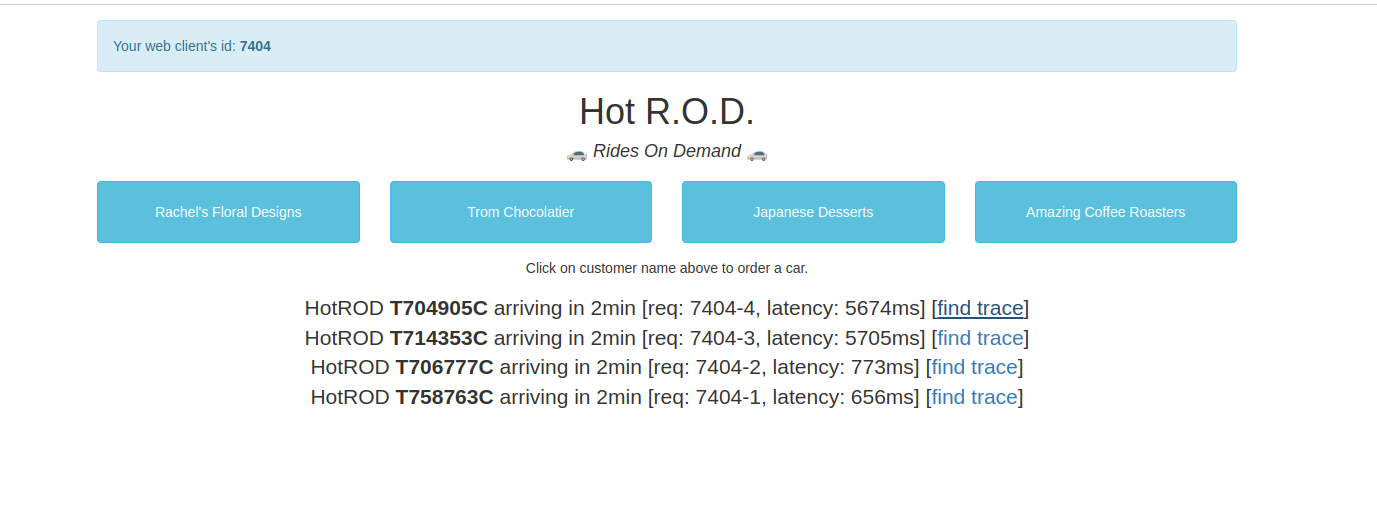 Your web client's id: 7404
Hot R.O.D.
🚗 Rides On Demand 🚗
Rachel's Floral Designs
Trom Chocolatier
Japanese Desserts
Amazing Coffee Roasters
Click on customer name above to order a car.
HotROD T704905C arriving in 2min [req: 7404-4, latency: 5674ms] [find trace]
HotROD T714353C arriving in 2min [req: 7404-3, latency: 5705ms] [find trace]
HotROD T706777C arriving in 2min [req: 7404-2, latency: 773ms] [find trace]
HotROD T758763C arriving in 2min [req: 7404-1, latency: 656ms] [find trace]